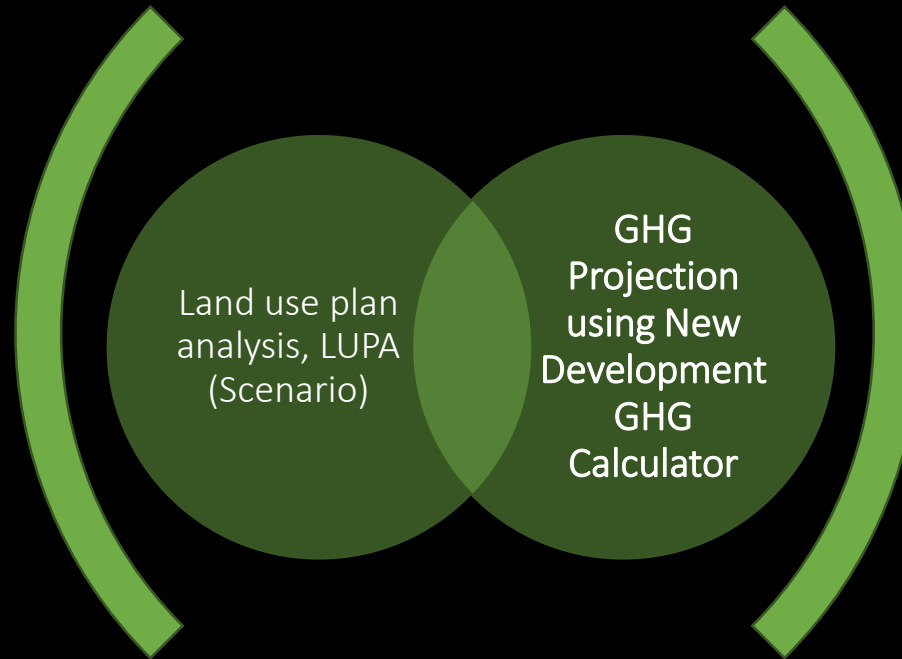 Land use plan
analysis, LUPA
(Scenario)
GHG
Projection
using New
Development
GHG
Calculator